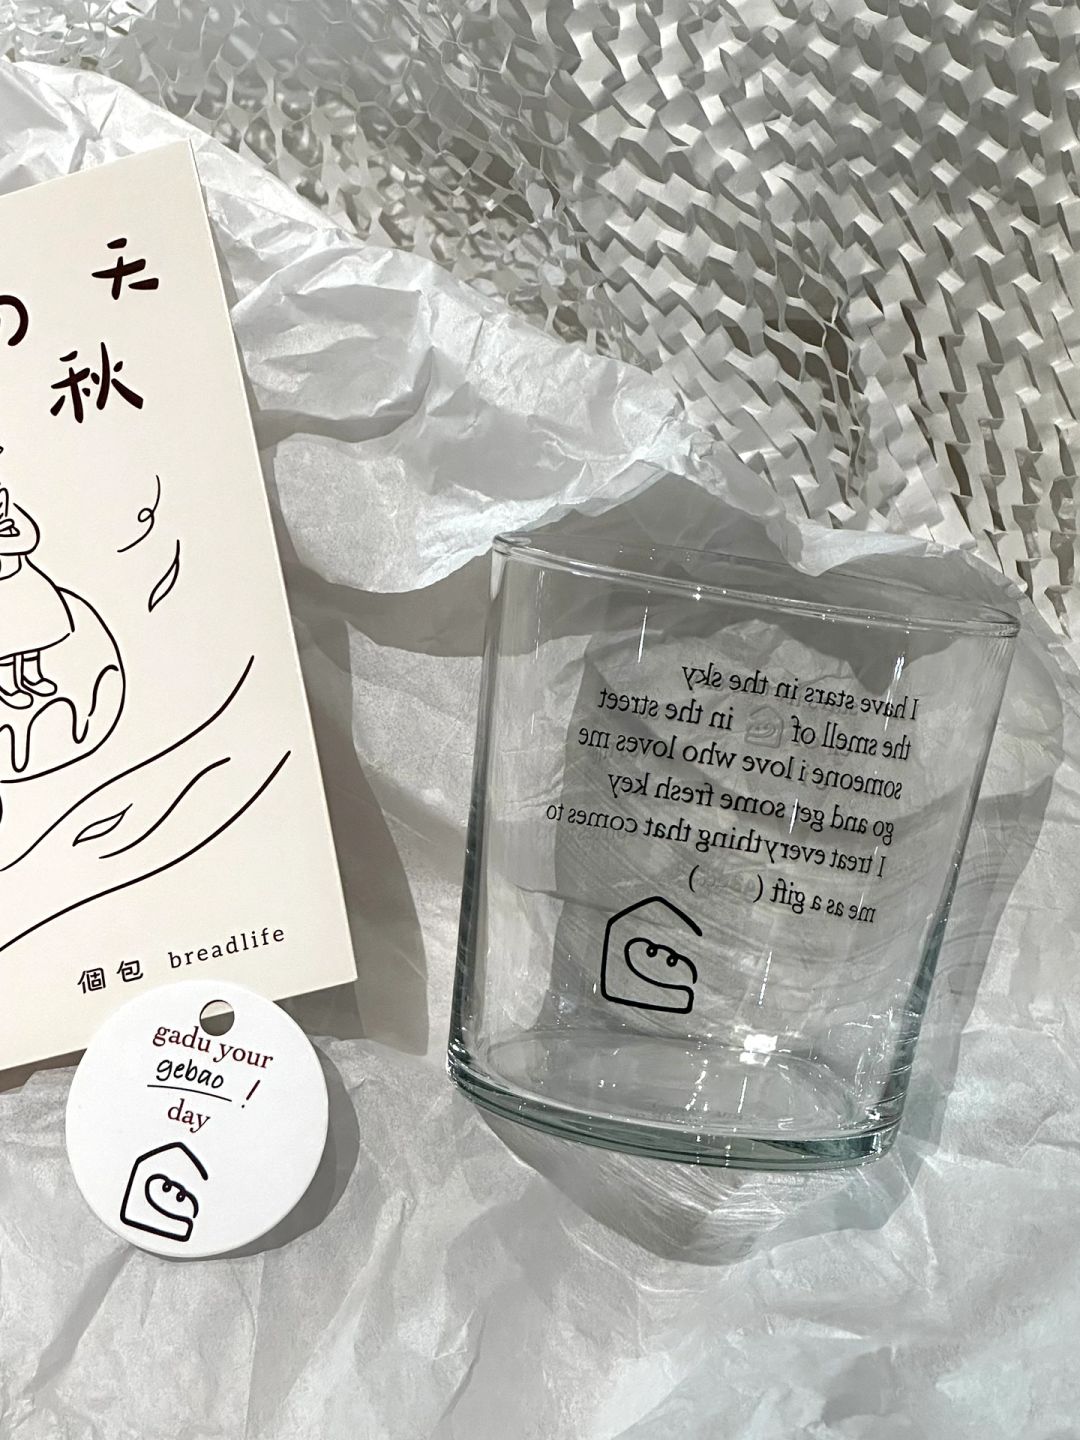 天
秋
個包 breadlife
gadu your
gebao !
day
I have stars in the sky
the smell of in the street
someone i love who loves me
go and get some fresh key
I treat everything that comes to
me as a gift ( )